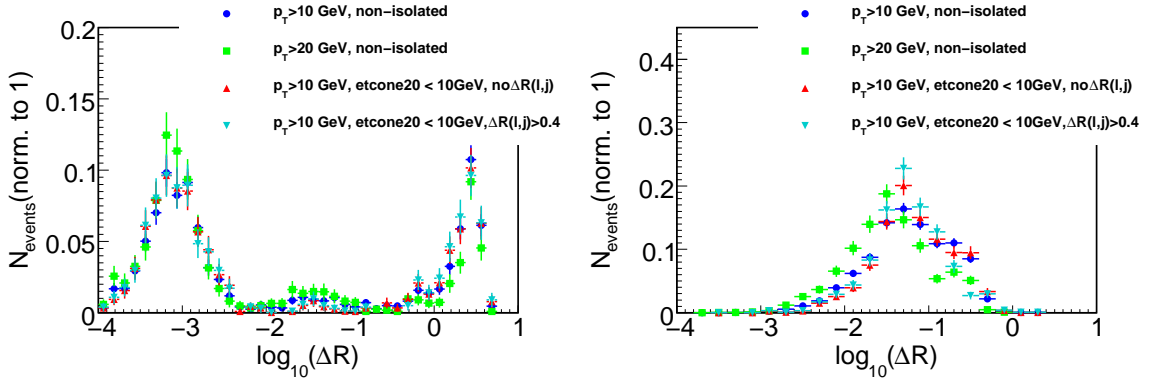 p_T>10 GeV, non−isolated
p_T>20 GeV, non−isolated
p_T>10 GeV, etcone20 < 10GeV, noΔR(l,j)
p_T>10 GeV, etcone20 < 10GeV,ΔR(l,j)>0.4
N_events(norm. to 1)
0.2
0.15
0.1
0.05
0
−4 −3 −2 −1 0 1
log_10(ΔR)
p_T>10 GeV, non−isolated
p_T>20 GeV, non−isolated
p_T>10 GeV, etcone20 < 10GeV, noΔR(l,j)
p_T>10 GeV, etcone20 < 10GeV,ΔR(l,j)>0.4
N_events(norm. to 1)
0.4
0.3
0.2
0.1
0
−4 −3 −2 −1 0 1
log_10(ΔR)